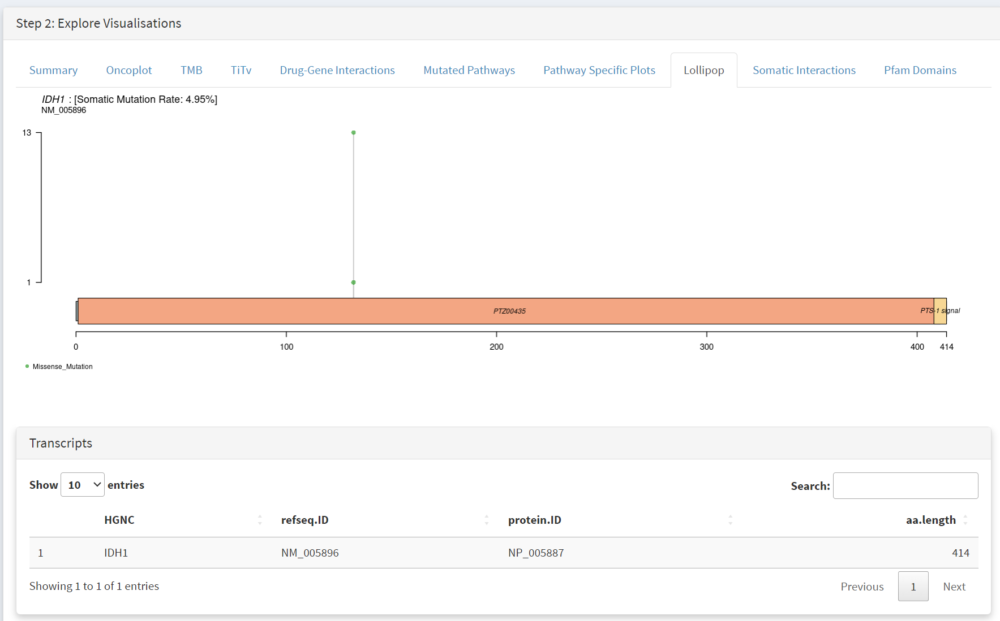 Step 2: Explore Visualisations
Summary Oncoplot TMB TiTv Drug-Gene Interactions Mutated Pathways Pathway Specific Plots Lollipop Somatic Interactions Pfam Domains
IDH1 : [Somatic Mutation Rate: 4.95%]
NM_005896
13
1
PTZ00435 PTS-1 signal
0 100 200 300 400 414
Missense_Mutation
Transcripts
Show 10 entries Search:
HGNC refseq.ID protein.ID aa.length
1 IDH1 NM_005896 NP_005887 414
Showing 1 to 1 of 1 entries Previous 1 Next